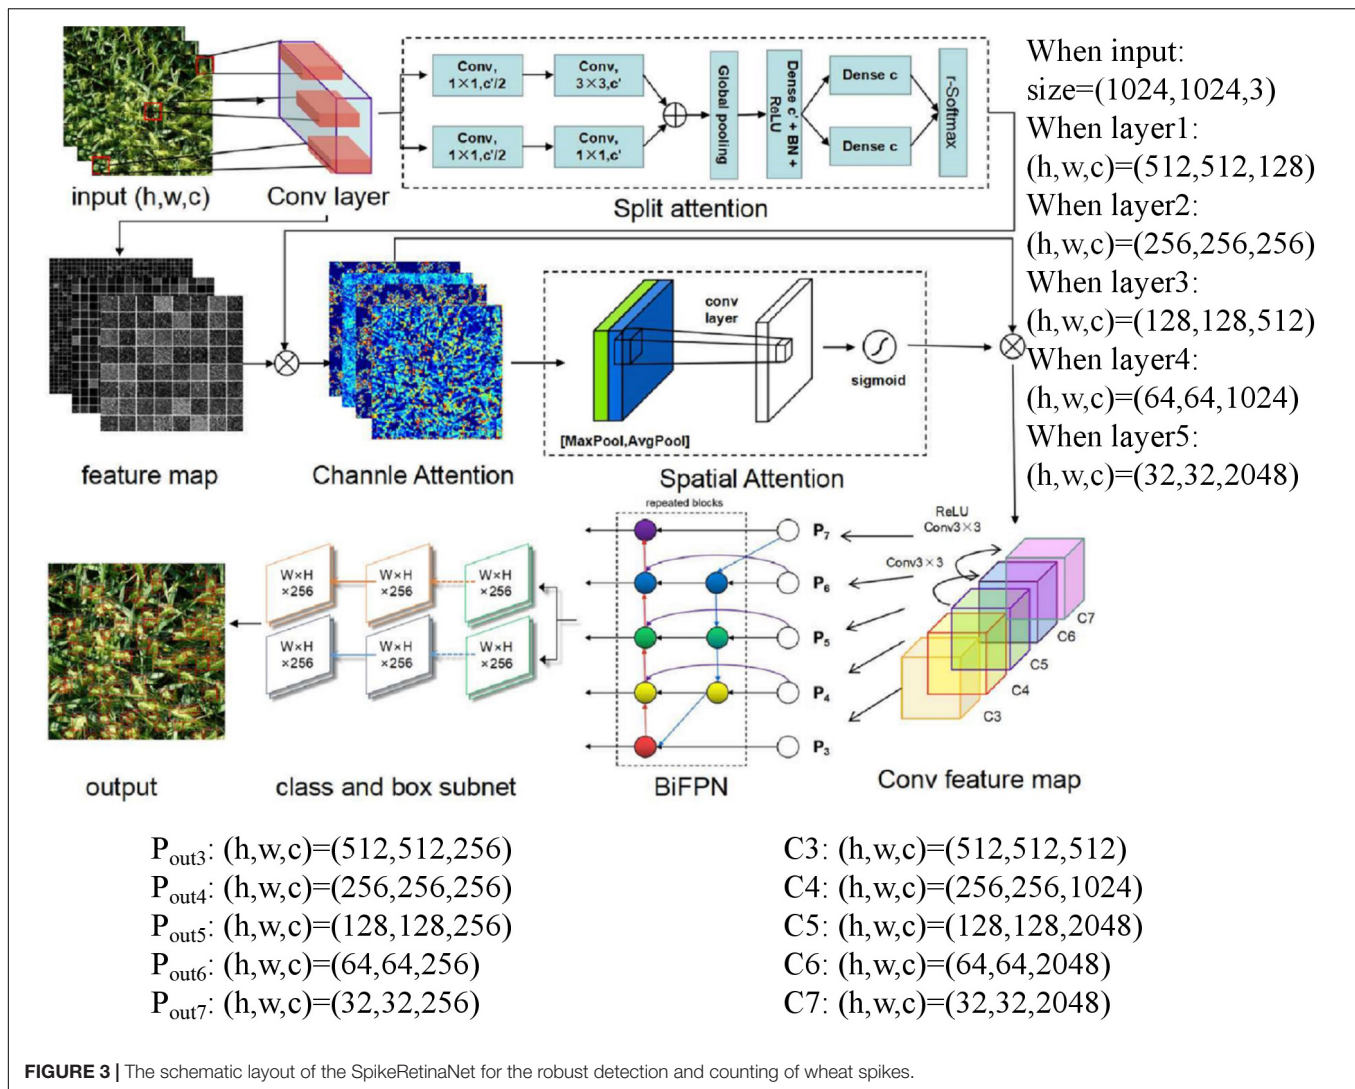 input (h,w,c)
Conv layer
Conv,
1×1,c'/2
Conv,
3×3,c'
Conv,
1×1,c'/2
Conv,
1×1,c'
Global pooling
Dense c' + BN +
ReLU
Dense c
Dense c
r-Softmax
Split attention
When input:
size=(1024,1024,3)
When layer1:
(h,w,c)=(512,512,128)
When layer2:
(h,w,c)=(256,256,256)
When layer3:
(h,w,c)=(128,128,512)
When layer4:
(h,w,c)=(64,64,1024)
When layer5:
(h,w,c)=(32,32,2048)
feature map
Channle Attention
conv
layer
sigmoid
[MaxPool,AvgPool]
Spatial Attention
output
W×H
×256
W×H
×256
W×H
×256
W×H
×256
W×H
×256
W×H
×256
class and box subnet
repeated blocks
P7
P6
P5
P4
P3
BiFPN
ReLU
Conv3×3
Conv3×3
C7
C6
C5
C4
C3
Conv feature map
Pout3: (h,w,c)=(512,512,256)
Pout4: (h,w,c)=(256,256,256)
Pout5: (h,w,c)=(128,128,256)
Pout6: (h,w,c)=(64,64,256)
Pout7: (h,w,c)=(32,32,256)
C3: (h,w,c)=(512,512,512)
C4: (h,w,c)=(256,256,1024)
C5: (h,w,c)=(128,128,2048)
C6: (h,w,c)=(64,64,2048)
C7: (h,w,c)=(32,32,2048)
FIGURE 3 | The schematic layout of the SpikeRetinaNet for the robust detection and counting of wheat spikes.